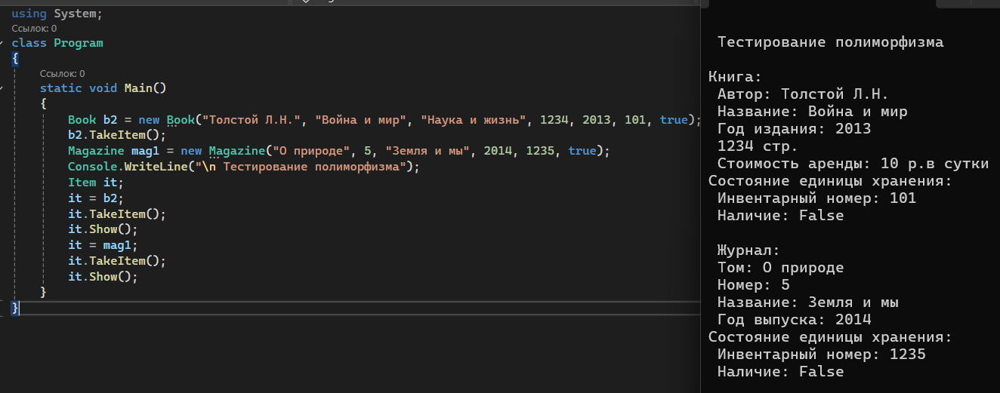 using System;
Ссылок: 0
class Program
{
Ссылок: 0
static void Main()
{
Book b2 = new Book("Толстой Л.Н.", "Война и мир", "Наука и жизнь", 1234, 2013, 101, true);
b2.TakeItem();
Magazine mag1 = new Magazine("О природе", 5, "Земля и мы", 2014, 1235, true);
Console.WriteLine("\n Тестирование полиморфизма");
Item it;
it = b2;
it.TakeItem();
it.Show();
it = mag1;
it.TakeItem();
it.Show();
}
}
Тестирование полиморфизма
Книга:
Автор: Толстой Л.Н.
Название: Война и мир
Год издания: 2013
1234 стр.
Стоимость аренды: 10 р.в сутки
Состояние единицы хранения:
Инвентарный номер: 101
Наличие: False
Журнал:
Том: О природе
Номер: 5
Название: Земля и мы
Год выпуска: 2014
Состояние единицы хранения:
Инвентарный номер: 1235
Наличие: False